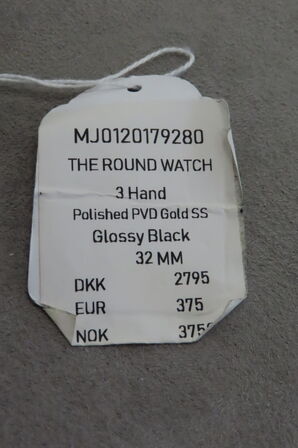 MJ0120179280
THE ROUND WATCH
3 Hand
Polished PVD Gold SS
Glossy Black
32 MM
DKK 2795
EUR 375
NOK